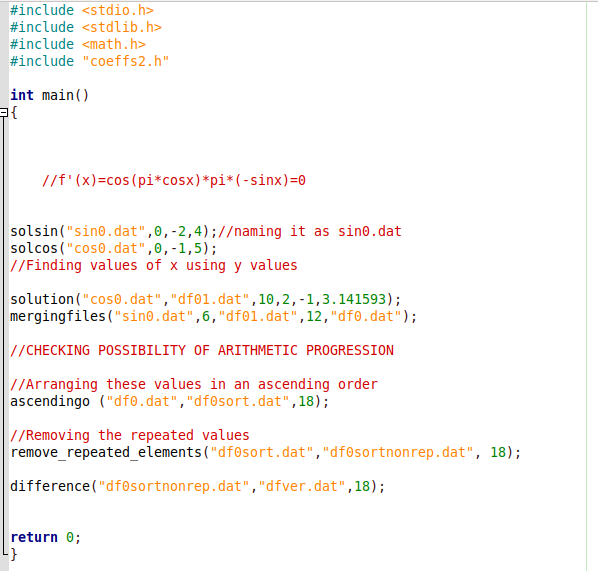 #include <stdio.h>
#include <stdlib.h>
#include <math.h>
#include "coeffs2.h"
int main()
{
//f'(x)=cos(pi*cosx)*pi*(-sinx)=0
solsin("sin0.dat",0,-2,4);//naming it as sin0.dat
solcos("cos0.dat",0,-1,5);
//Finding values of x using y values
solution("cos0.dat","df01.dat",10,2,-1,3.141593);
mergingfiles("sin0.dat",6,"df01.dat",12,"df0.dat");
//CHECKING POSSIBILITY OF ARITHMETIC PROGRESSION
//Arranging these values in an ascending order
ascendingo ("df0.dat","df0sort.dat",18);
//Removing the repeated values
remove_repeated_elements("df0sort.dat","df0sortnonrep.dat", 18);
difference("df0sortnonrep.dat","dfver.dat",18);
return 0;
}